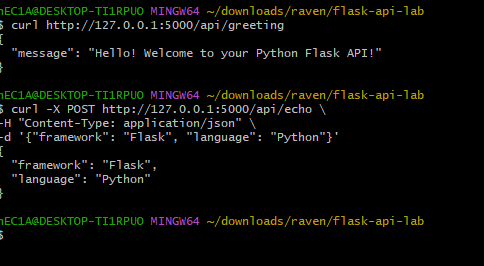 nEC1A@DESKTOP-TI1RPUO MINGW64 ~/downloads/raven/flask-api-lab
$ curl http://127.0.0.1:5000/api/greeting
{
  "message": "Hello! Welcome to your Python Flask API!"
}

nEC1A@DESKTOP-TI1RPUO MINGW64 ~/downloads/raven/flask-api-lab
$ curl -X POST http://127.0.0.1:5000/api/echo \
-H "Content-Type: application/json" \
-d '{"framework": "Flask", "language": "Python"}'
{
  "framework": "Flask",
  "language": "Python"
}

nEC1A@DESKTOP-TI1RPUO MINGW64 ~/downloads/raven/flask-api-lab
$